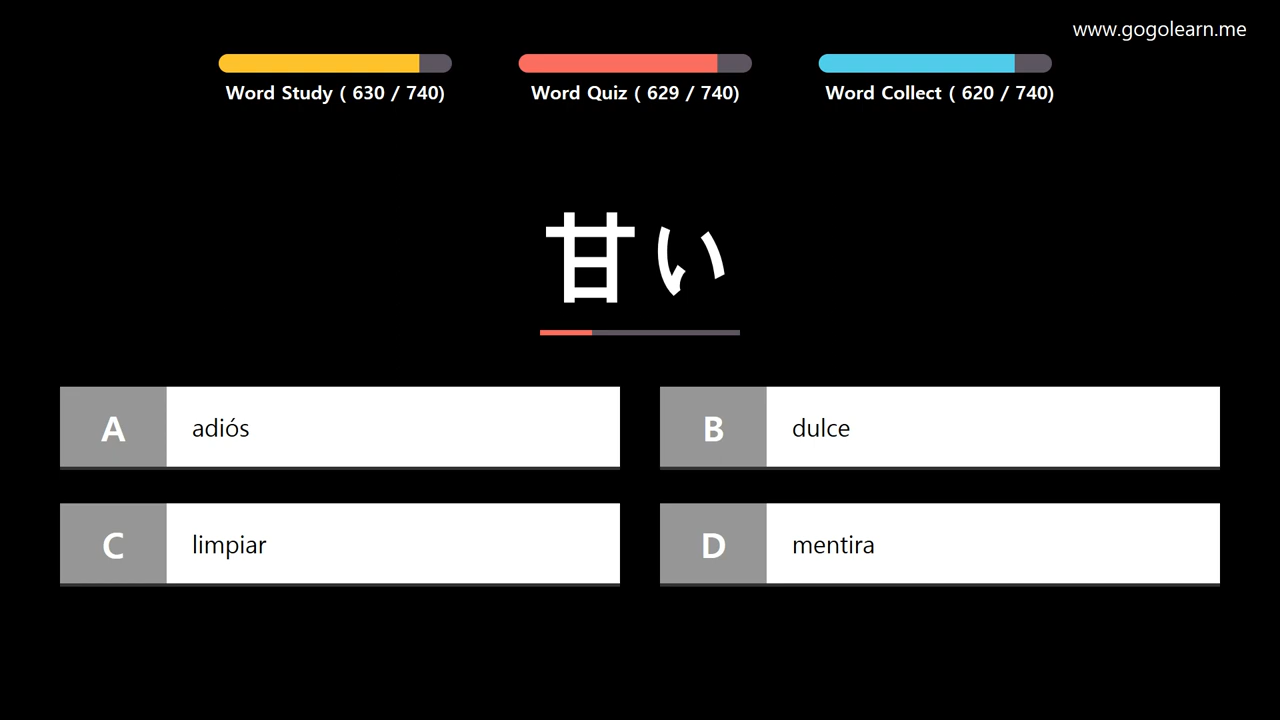 www.gogolearn.me
Word Study ( 630 / 740)
Word Quiz ( 629 / 740)
Word Collect ( 620 / 740)
甘い
A adiós
B dulce
C limpiar
D mentira